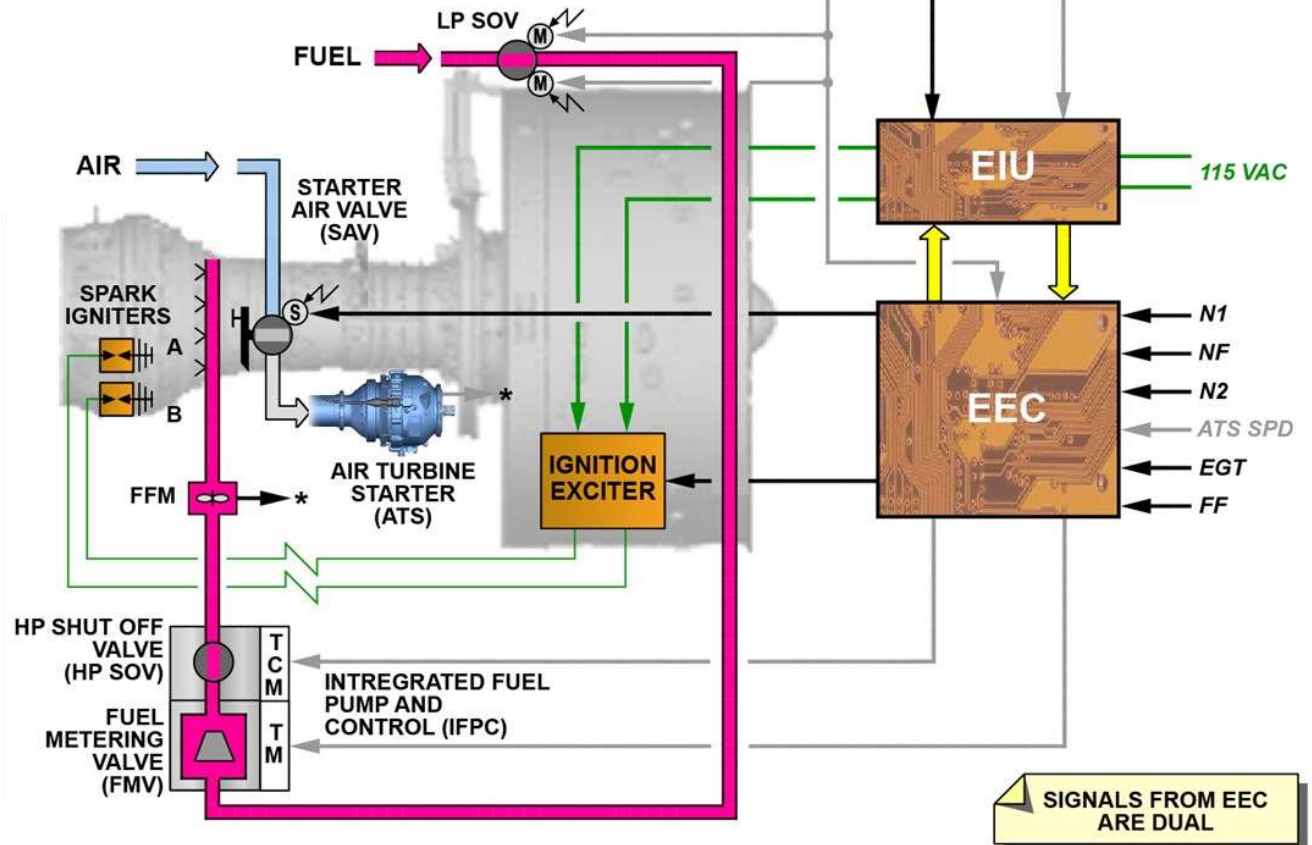 LP SOV
M
FUEL
M
AIR
STARTER
AIR VALVE
(SAV)
EIU
115 VAC
SPARK
IGNITERS
A
B
S
N1
NF
N2
ATS SPD
EGT
FF
EEC
*
AIR TURBINE
STARTER
(ATS)
IGNITION
EXCITER
FFM
*
HP SHUT OFF
VALVE
(HP SOV)
T
C
M
INTREGRATED FUEL
PUMP AND
CONTROL (IFPC)
FUEL
METERING
VALVE
(FMV)
T
M
SIGNALS FROM EEC
ARE DUAL